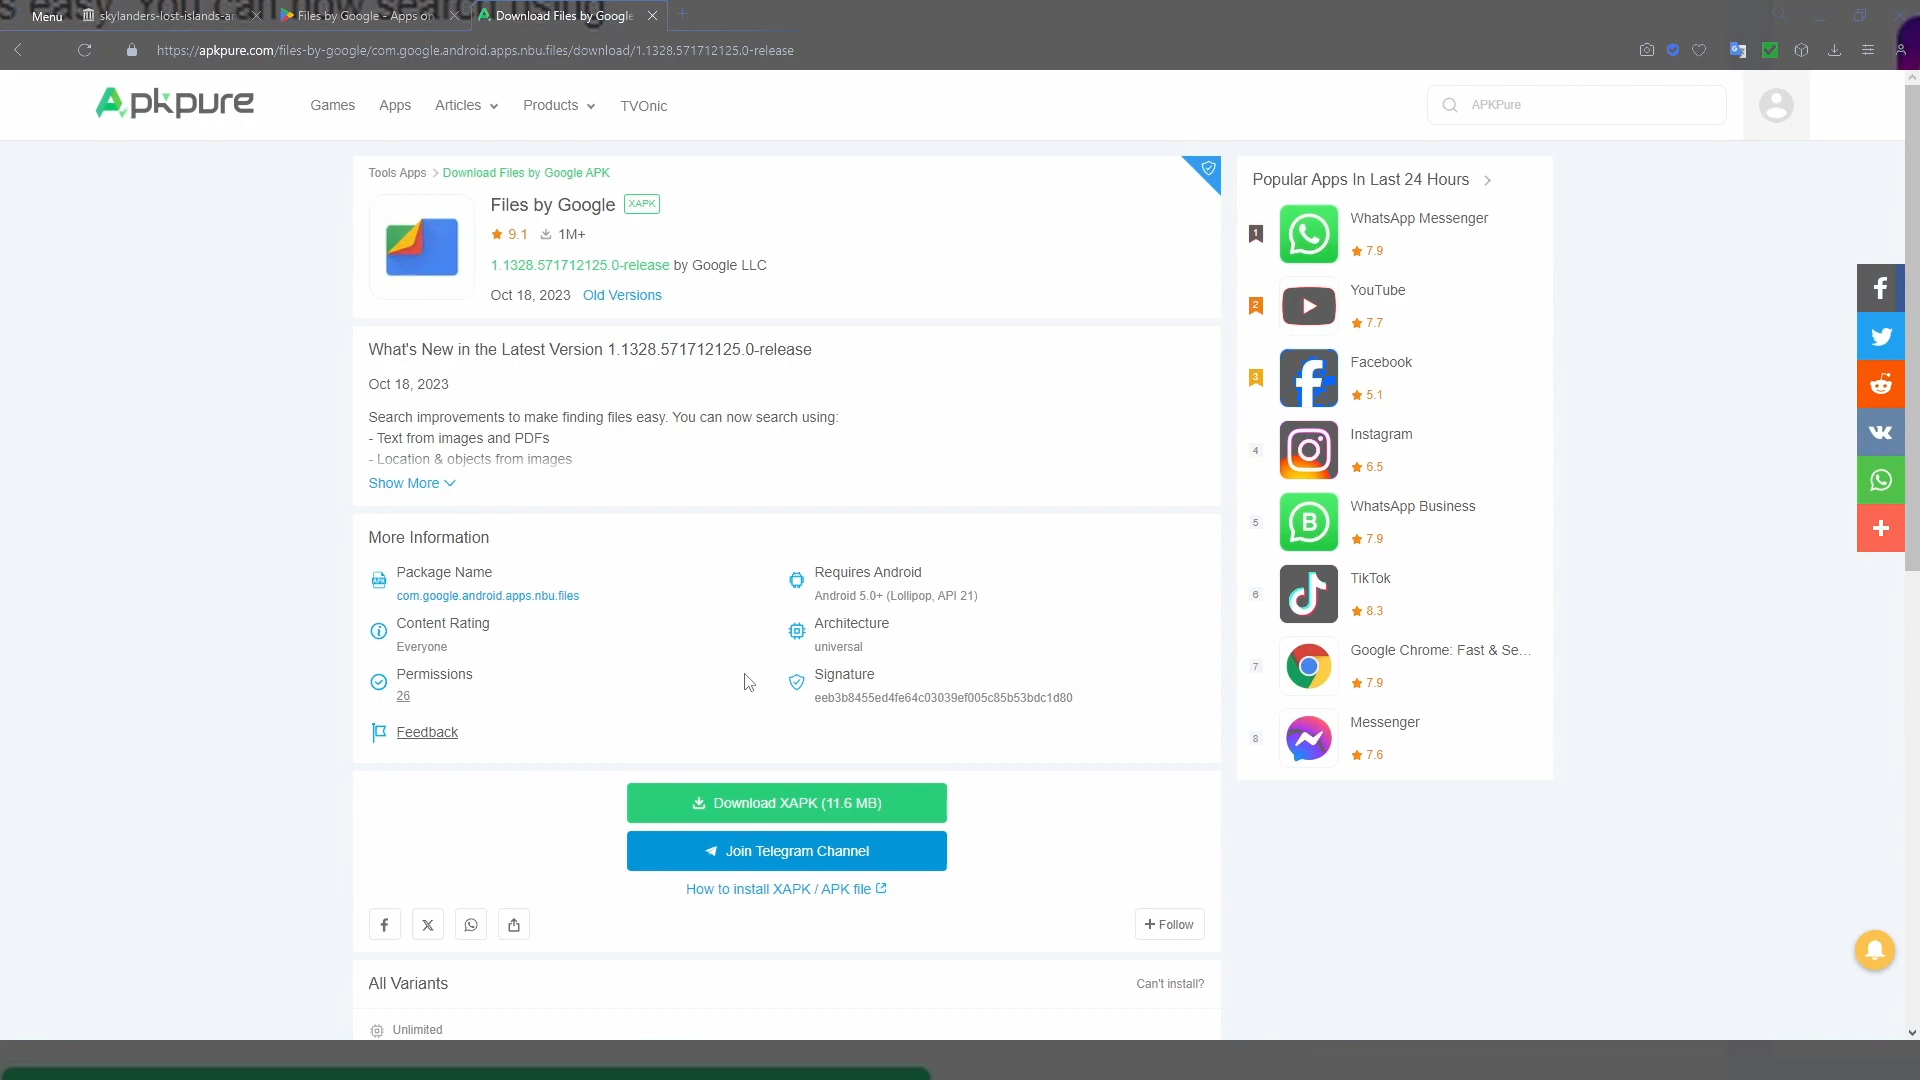 Menu
skylanders-lost-islands-ar
Files by Google - Apps or
Download Files by Google
https://apkpure.com/files-by-google/com.google.android.apps.nbu.files/download/1.1328.571712125.0-release
Apkpure
Games
Apps
Articles
Products
TVOnic
APKPure
Tools Apps > Download Files by Google APK
Files by Google XAPK
9.1 1M+
1.1328.571712125.0-release by Google LLC
Oct 18, 2023 Old Versions
What's New in the Latest Version 1.1328.571712125.0-release
Oct 18, 2023
Search improvements to make finding files easy. You can now search using:
- Text from images and PDFs
- Location & objects from images
Show More
More Information
Package Name
com.google.android.apps.nbu.files
Requires Android
Android 5.0+ (Lollipop, API 21)
Content Rating
Everyone
Architecture
universal
Permissions
26
Signature
eeb3b8455ed4fe64c03039ef005c85b53bdc1d80
Feedback
Download XAPK (11.6 MB)
Join Telegram Channel
How to install XAPK / APK file
+ Follow
All Variants
Can't install?
Unlimited
Popular Apps In Last 24 Hours
1
WhatsApp Messenger
7.9
2
YouTube
7.7
3
Facebook
5.1
4
Instagram
6.5
5
WhatsApp Business
7.9
6
TikTok
8.3
7
Google Chrome: Fast & Se...
7.9
8
Messenger
7.6